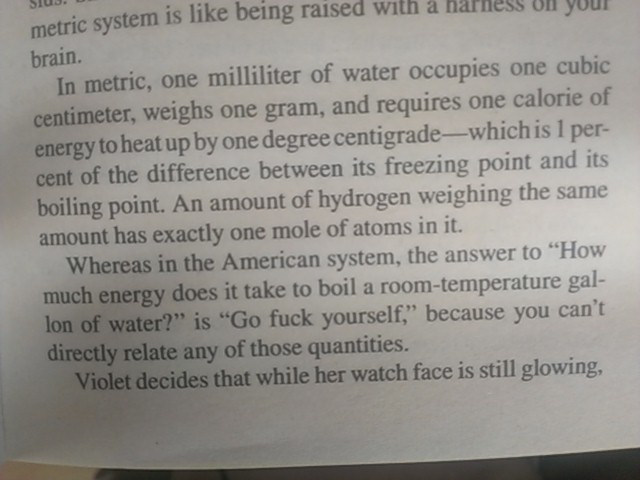 metric system is like being raised with a harness on your
brain.
In metric, one milliliter of water occupies one cubic
centimeter, weighs one gram, and requires one calorie of
energy to heat up by one degree centigrade—which is 1 per-
cent of the difference between its freezing point and its
boiling point. An amount of hydrogen weighing the same
amount has exactly one mole of atoms in it.
Whereas in the American system, the answer to “How
much energy does it take to boil a room-temperature gal-
lon of water?” is “Go fuck yourself,” because you can’t
directly relate any of those quantities.
Violet decides that while her watch face is still glowing,